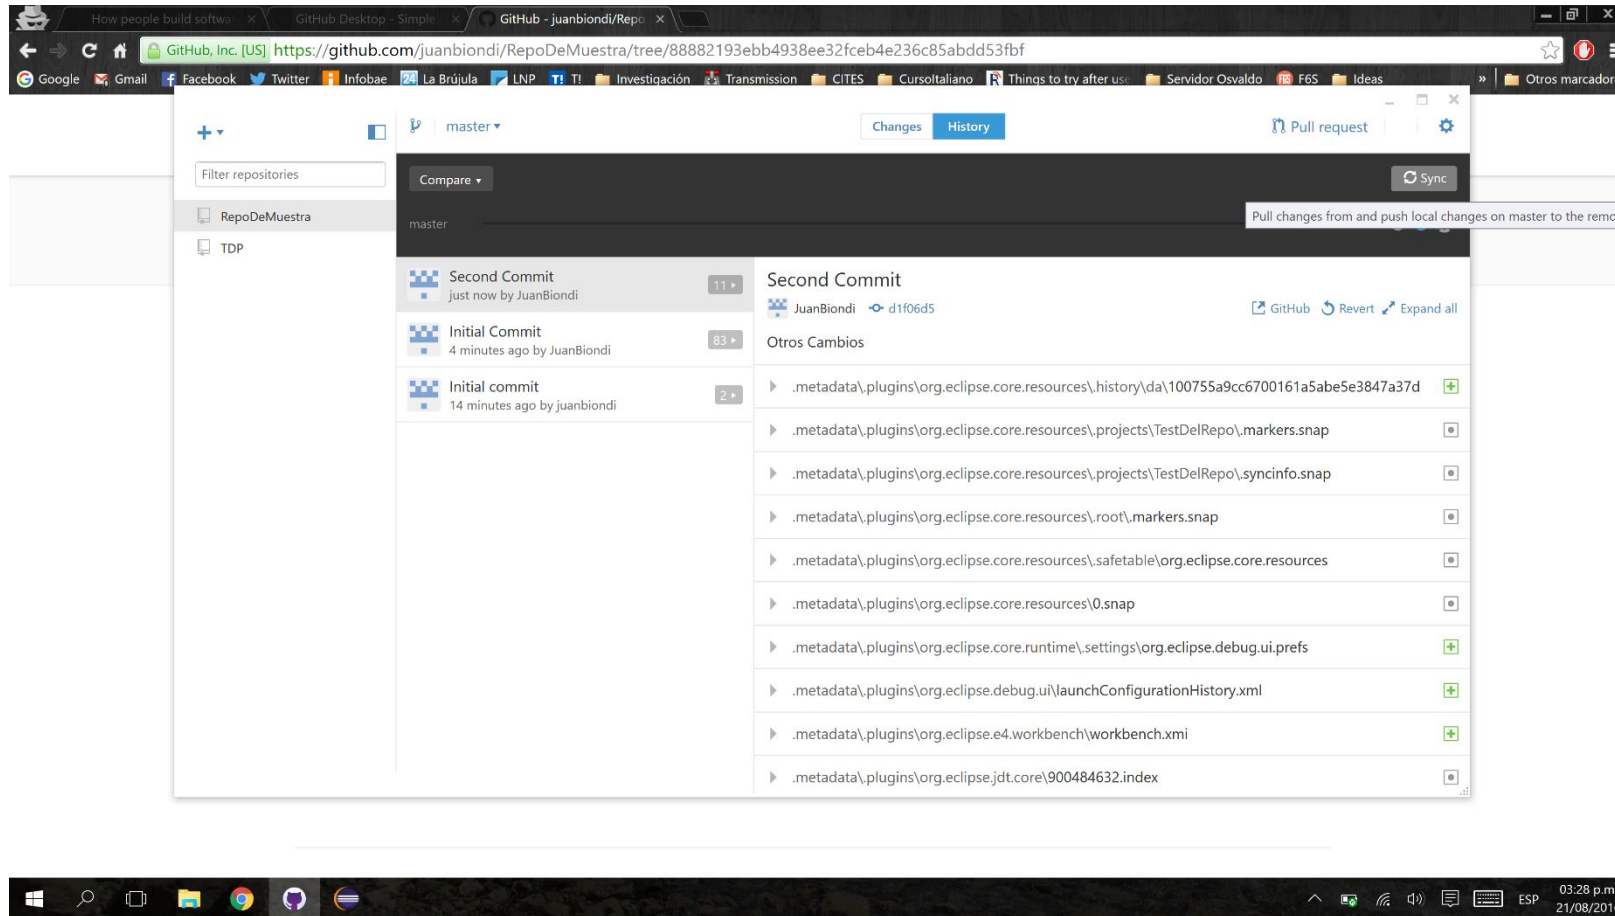 How people build softwar
GitHub Desktop - Simple
GitHub - juanbiondi/Repo
GitHub, Inc. [US] https://github.com/juanbiondi/RepoDeMuestra/tree/88882193ebb4938ee32fceb4e236c85abdd53fbf
Google Gmail Facebook Twitter Infobae 24 La Brújula LNP T! T! Investigación Transmission CITES CursoItaliano R Things to try after use Servidor Osvaldo F6S Ideas » Otros marcador
master
Changes History
Pull request
Filter repositories
Compare
Sync
RepoDeMuestra
master
Pull changes from and push local changes on master to the remo
TDP
Second Commit
just now by JuanBiondi
11
Initial Commit
4 minutes ago by JuanBiondi
83
Initial commit
14 minutes ago by juanbiondi
2
Second Commit
JuanBiondi d1f06d5
GitHub Revert Expand all
Otros Cambios
.metadata\.plugins\org.eclipse.core.resources\.history\da\100755a9cc6700161a5abe5e3847a37d
.metadata\.plugins\org.eclipse.core.resources\.projects\TestDelRepo\.markers.snap
.metadata\.plugins\org.eclipse.core.resources\.projects\TestDelRepo\.syncinfo.snap
.metadata\.plugins\org.eclipse.core.resources\.root\.markers.snap
.metadata\.plugins\org.eclipse.core.resources\.safetable\org.eclipse.core.resources
.metadata\.plugins\org.eclipse.core.resources\0.snap
.metadata\.plugins\org.eclipse.core.runtime\.settings\org.eclipse.debug.ui.prefs
.metadata\.plugins\org.eclipse.debug.ui\launchConfigurationHistory.xml
.metadata\.plugins\org.eclipse.e4.workbench\workbench.xmi
.metadata\.plugins\org.eclipse.jdt.core\900484632.index
ESP
03:28 p.m
21/08/201